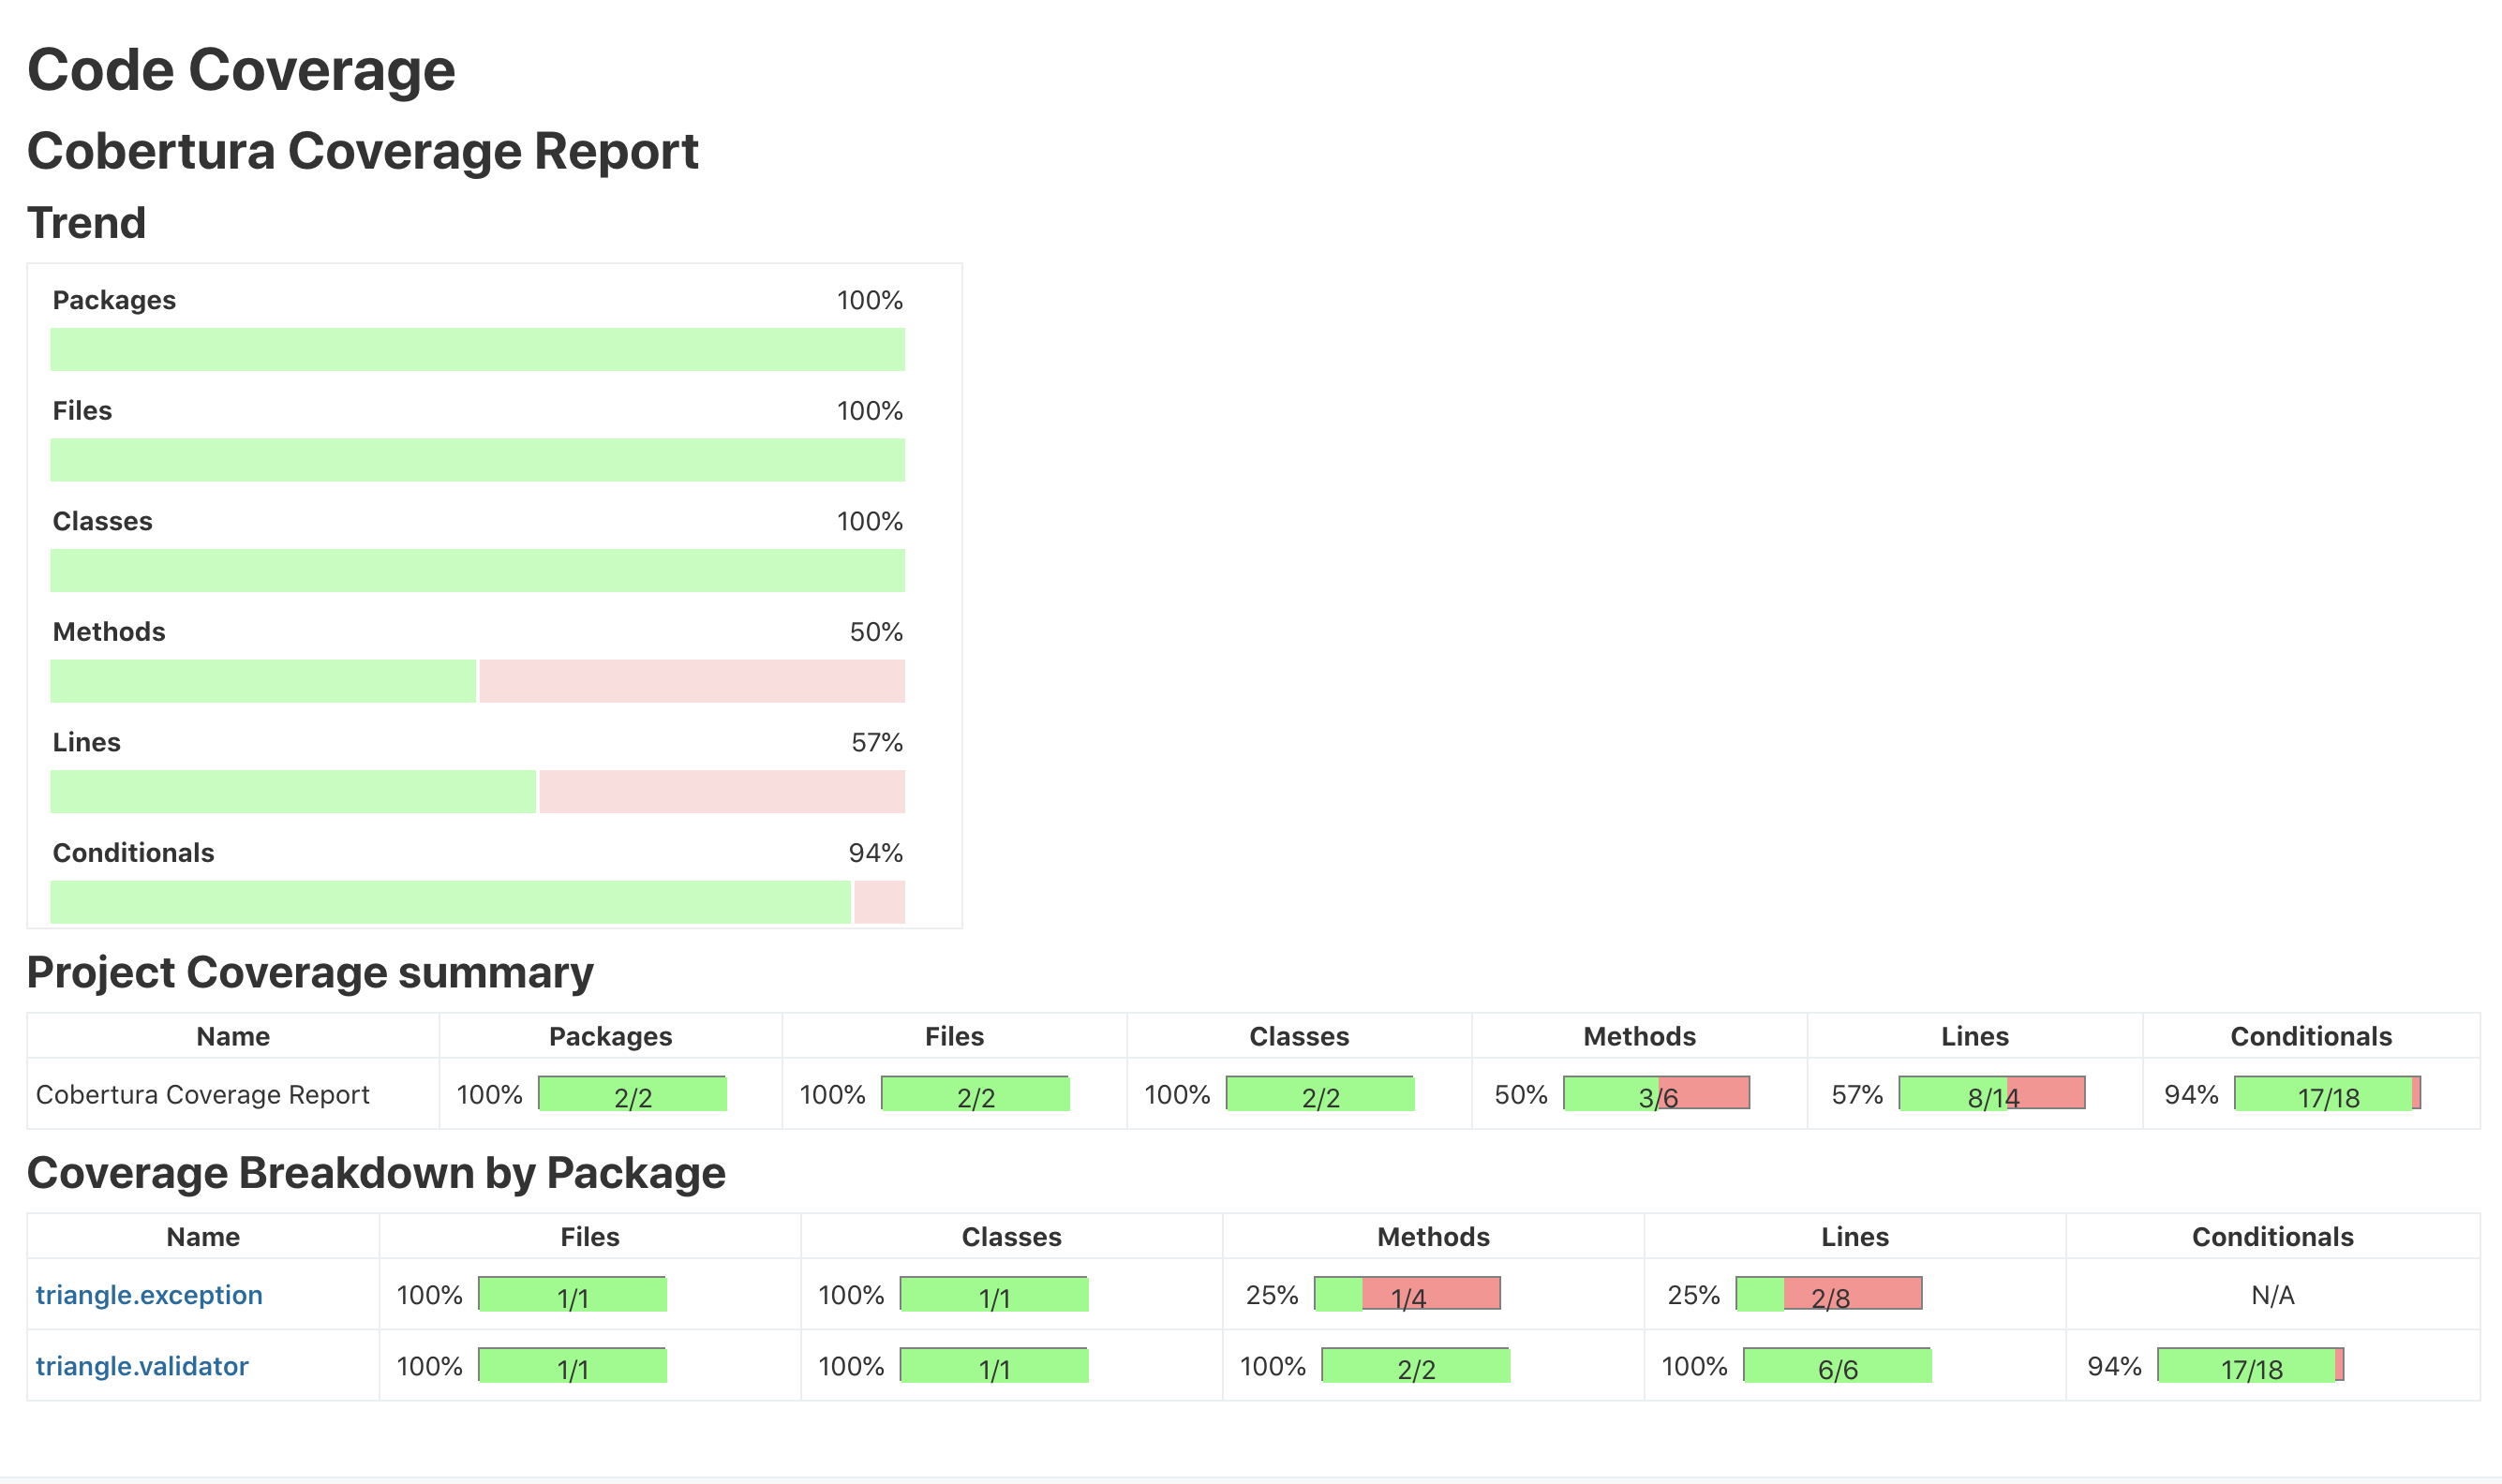 Code Coverage
Cobertura Coverage Report
Trend
Packages 100%
Files 100%
Classes 100%
Methods 50%
Lines 57%
Conditionals 94%
Project Coverage summary
Name Packages Files Classes Methods Lines Conditionals
Cobertura Coverage Report 100% 2/2 100% 2/2 100% 2/2 50% 3/6 57% 8/14 94% 17/18
Coverage Breakdown by Package
Name Files Classes Methods Lines Conditionals
triangle.exception 100% 1/1 100% 1/1 25% 1/4 25% 2/8 N/A
triangle.validator 100% 1/1 100% 1/1 100% 2/2 100% 6/6 94% 17/18